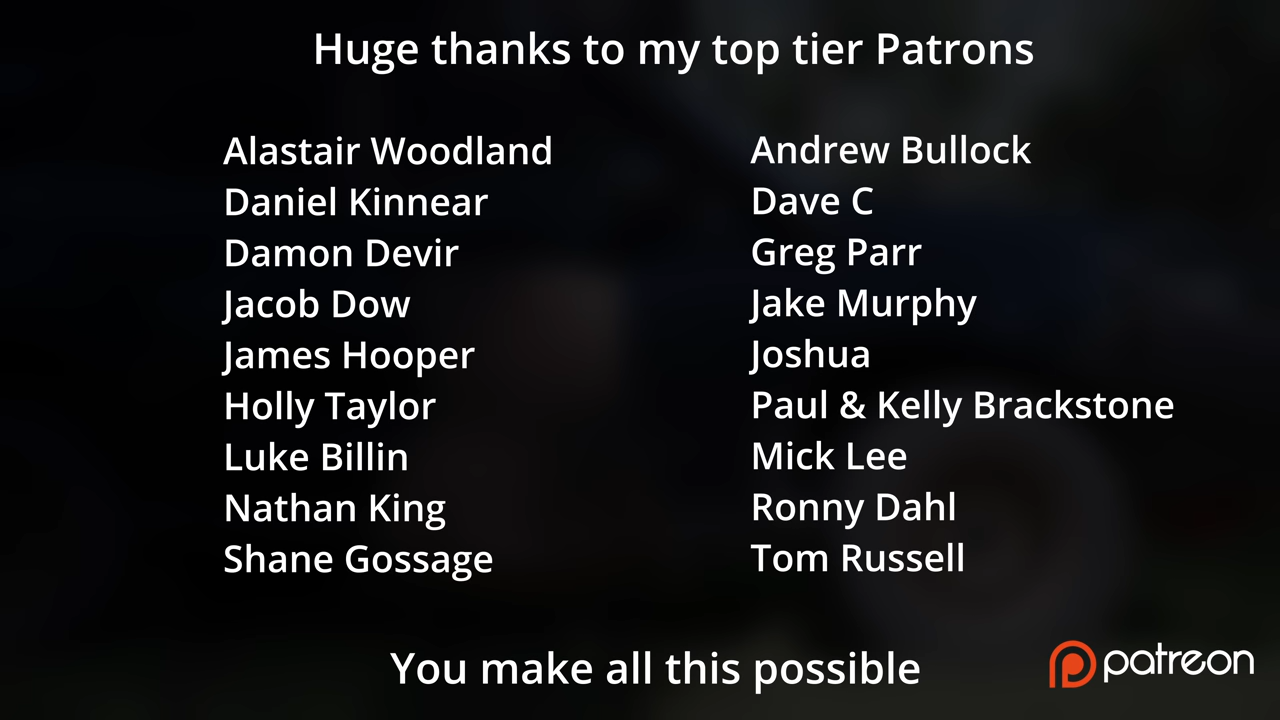 Huge thanks to my top tier Patrons
Alastair Woodland
Daniel Kinnear
Damon Devir
Jacob Dow
James Hooper
Holly Taylor
Luke Billin
Nathan King
Shane Gossage
Andrew Bullock
Dave C
Greg Parr
Jake Murphy
Joshua
Paul & Kelly Brackstone
Mick Lee
Ronny Dahl
Tom Russell
You make all this possible
patreon